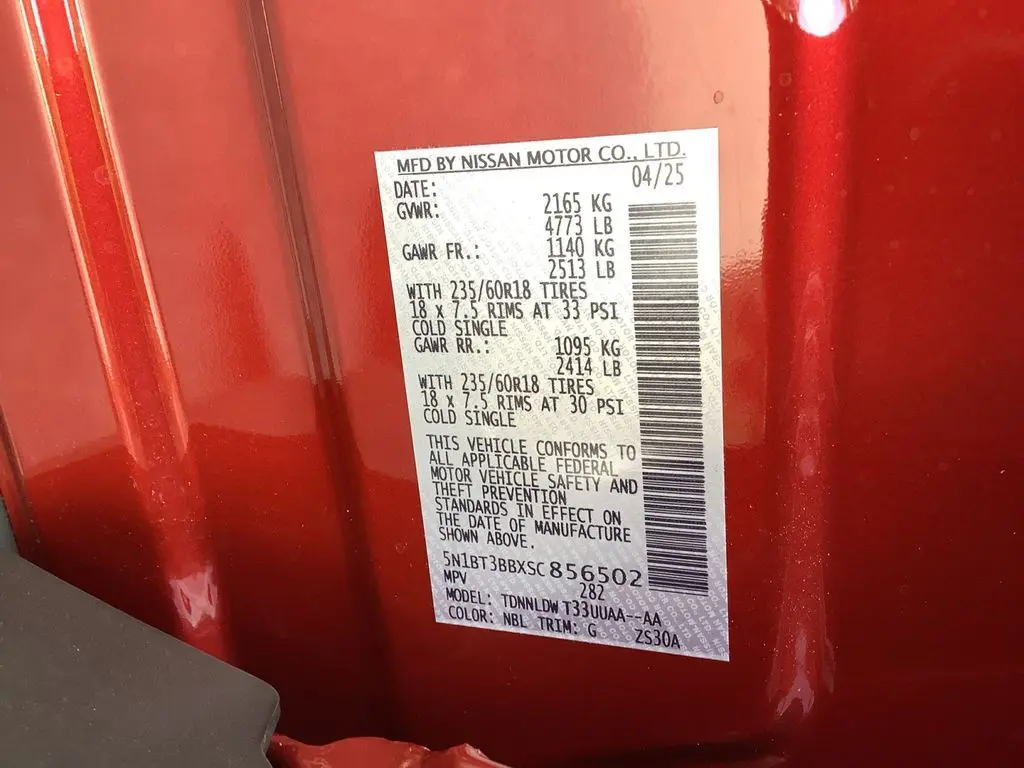 MFD BY NISSAN MOTOR CO., LTD.
DATE: 04/25
GVWR: 2165 KG
4773 LB
GAWR FR.: 1140 KG
2513 LB
WITH 235/60R18 TIRES
18 x 7.5 RIMS AT 33 PSI
COLD SINGLE
GAWR RR.: 1095 KG
2414 LB
WITH 235/60R18 TIRES
18 x 7.5 RIMS AT 30 PSI
COLD SINGLE
THIS VEHICLE CONFORMS TO
ALL APPLICABLE FEDERAL
MOTOR VEHICLE SAFETY AND
THEFT PREVENTION
STANDARDS IN EFFECT ON
THE DATE OF MANUFACTURE
SHOWN ABOVE.
5N1BT3BBXSC856502
MPV 282
MODEL: TDNNLDW T33UUAA--AA
COLOR: NBL TRIM: G ZS30A